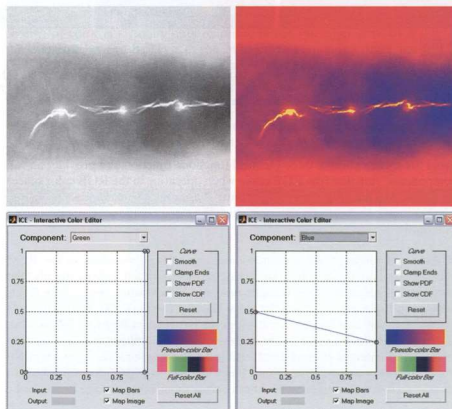 ICE - Interactive Color Editor
Component: Green
Curve
Smooth
Clamp Ends
Show PDF
Show CDF
Reset
1
0.75
0.5
0.25
0
0.25 0.5 0.75 1
Pseudo-color Bar
Full-color Bar
Input
Output
Map Bars
Map Image
Reset All
ICE - Interactive Color Editor
Component: Blue
Curve
Smooth
Clamp Ends
Show PDF
Show CDF
Reset
1
0.75
0.5
0.25
0
0.25 0.5 0.75 1
Pseudo-color Bar
Full-color Bar
Input
Output
Map Bars
Map Image
Reset All